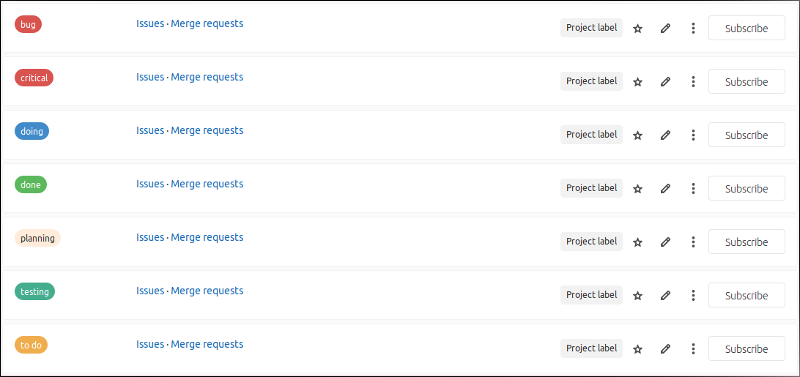 bug Issues · Merge requests Project label Subscribe
critical Issues · Merge requests Project label Subscribe
doing Issues · Merge requests Project label Subscribe
done Issues · Merge requests Project label Subscribe
planning Issues · Merge requests Project label Subscribe
testing Issues · Merge requests Project label Subscribe
to do Issues · Merge requests Project label Subscribe